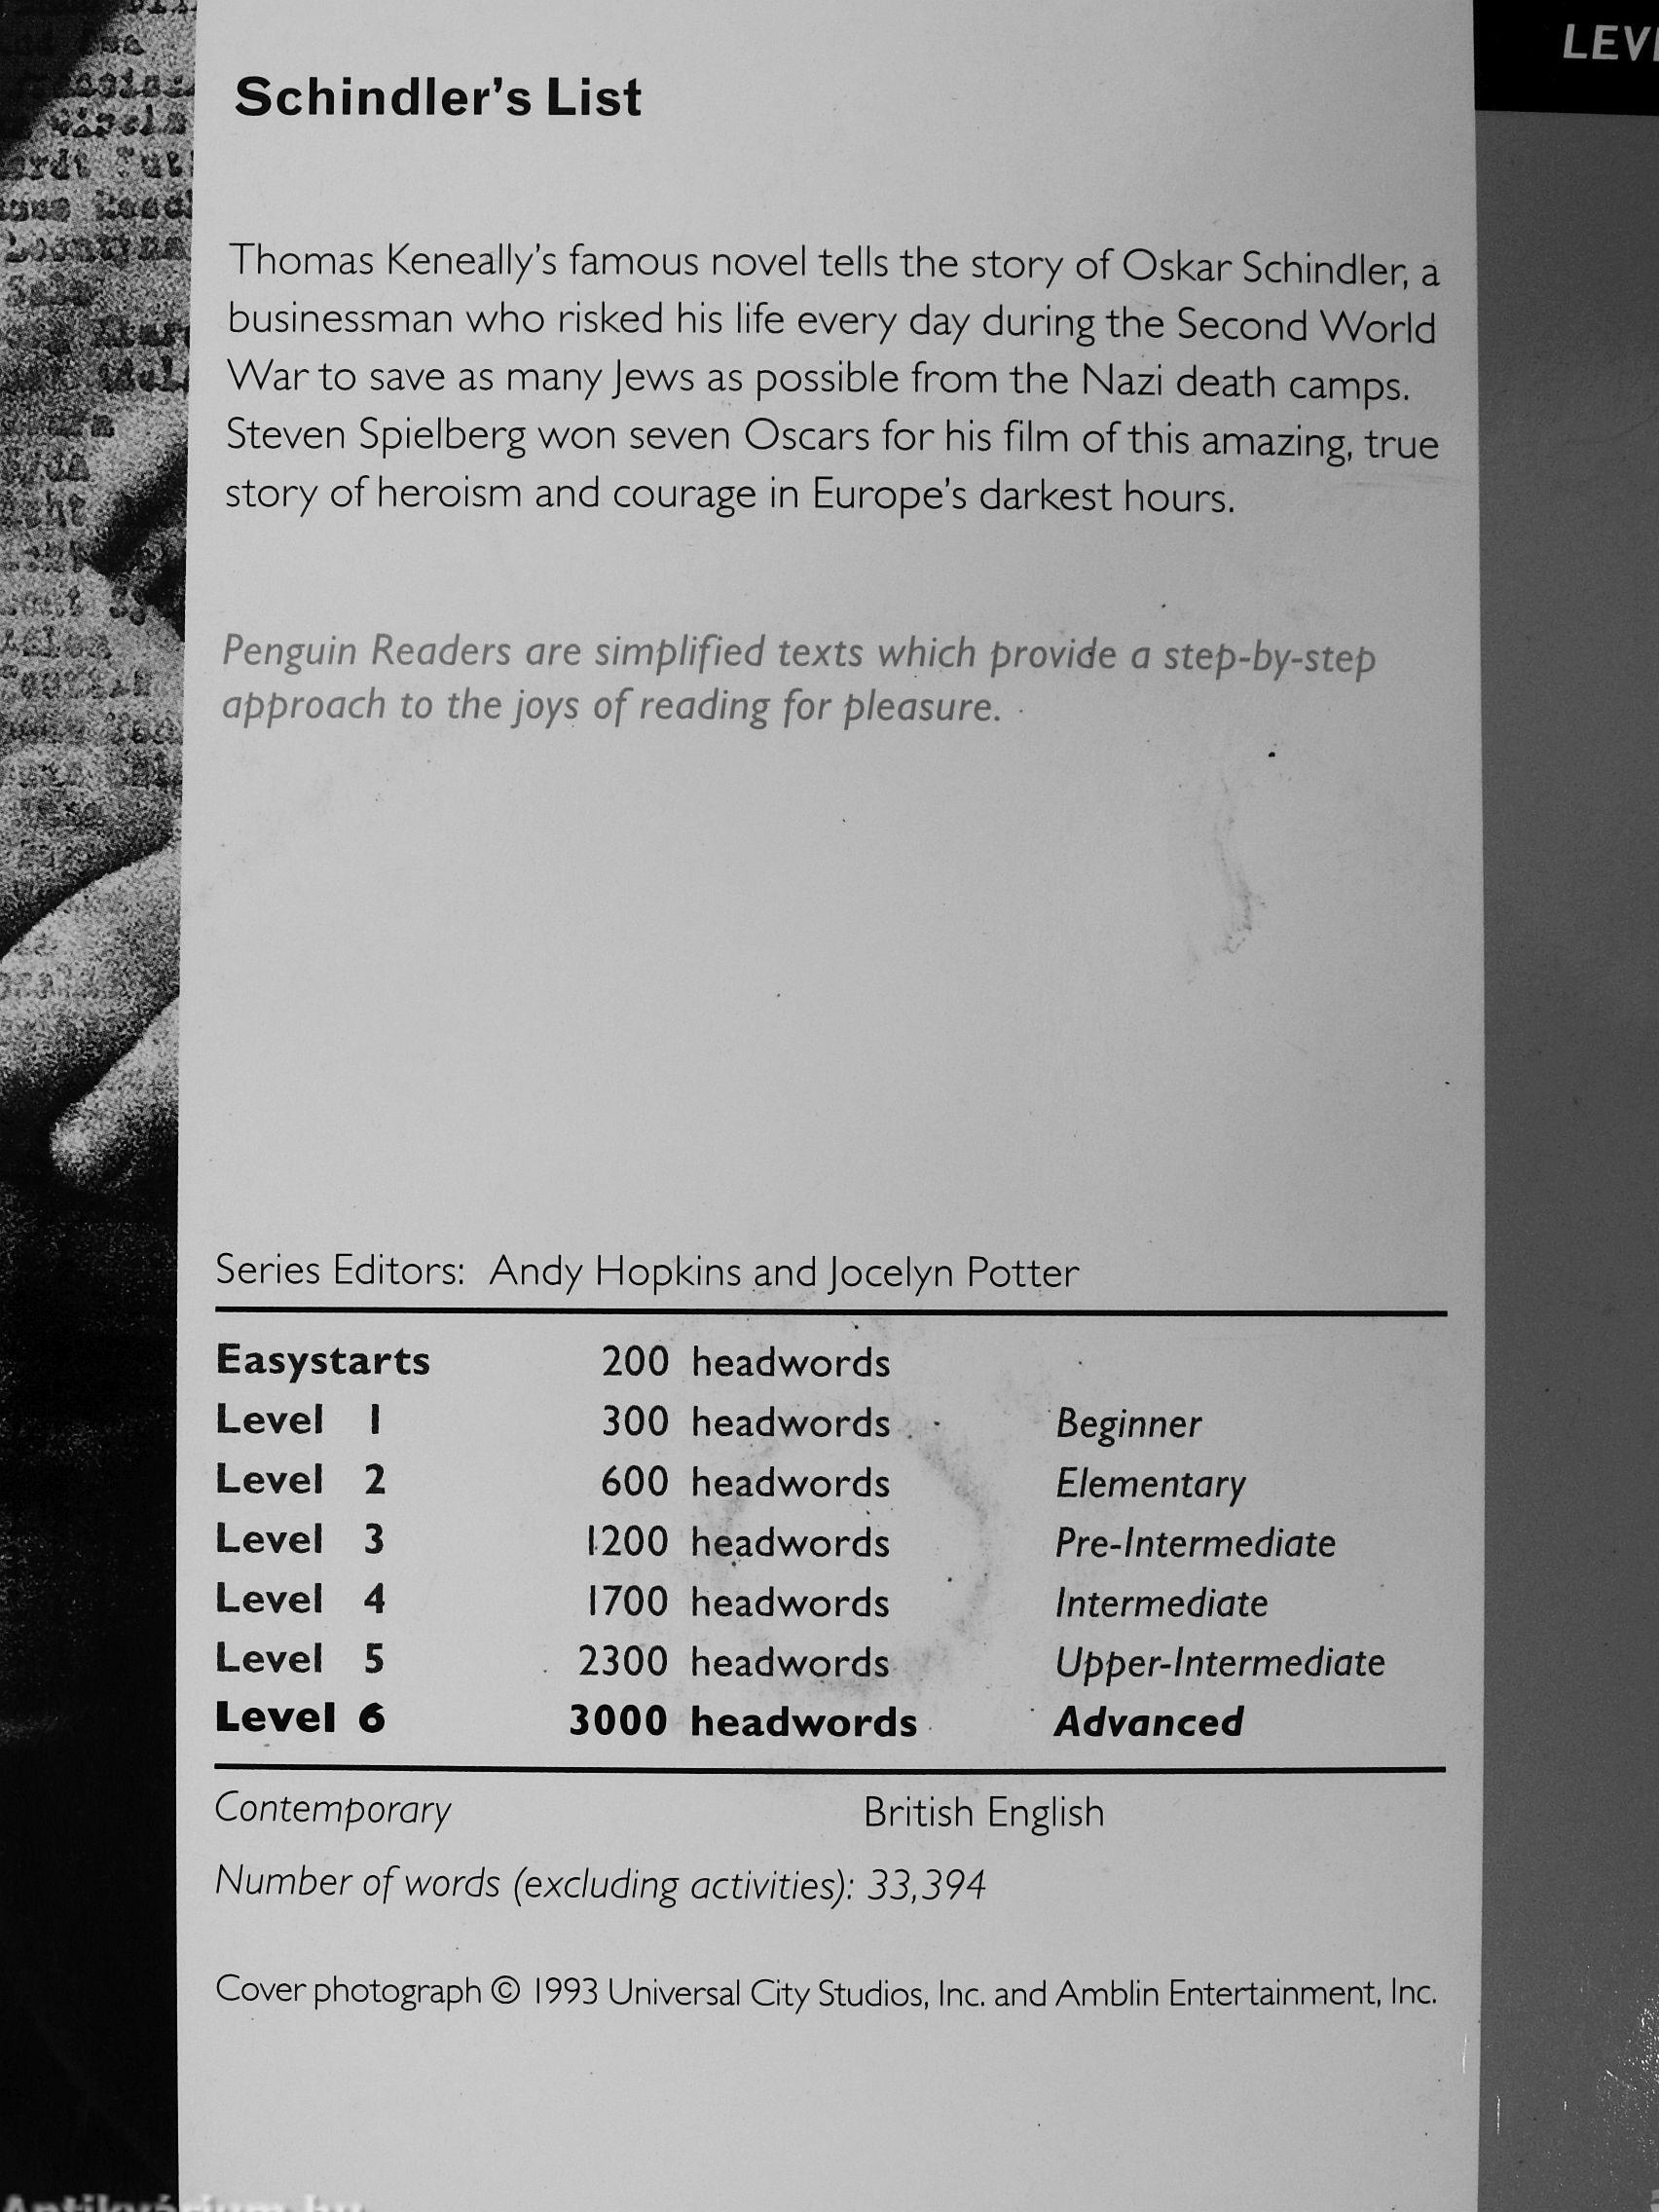 LEV
Schindler's List
Thomas Keneally's famous novel tells the story of Oskar Schindler, a
businessman who risked his life every day during the Second World
War to save as many Jews as possible from the Nazi death camps.
Steven Spielberg won seven Oscars for his film of this amazing, true
story of heroism and courage in Europe's darkest hours.
Penguin Readers are simplified texts which provide a step-by-step
approach to the joys of reading for pleasure.
Series Editors: Andy Hopkins and Jocelyn Potter
Easystarts 200 headwords
Level 1 300 headwords Beginner
Level 2 600 headwords Elementary
Level 3 1200 headwords Pre-Intermediate
Level 4 1700 headwords Intermediate
Level 5 2300 headwords Upper-Intermediate
Level 6 3000 headwords Advanced
Contemporary British English
Number of words (excluding activities): 33,394
Cover photograph © 1993 Universal City Studios, Inc. and Amblin Entertainment, Inc.